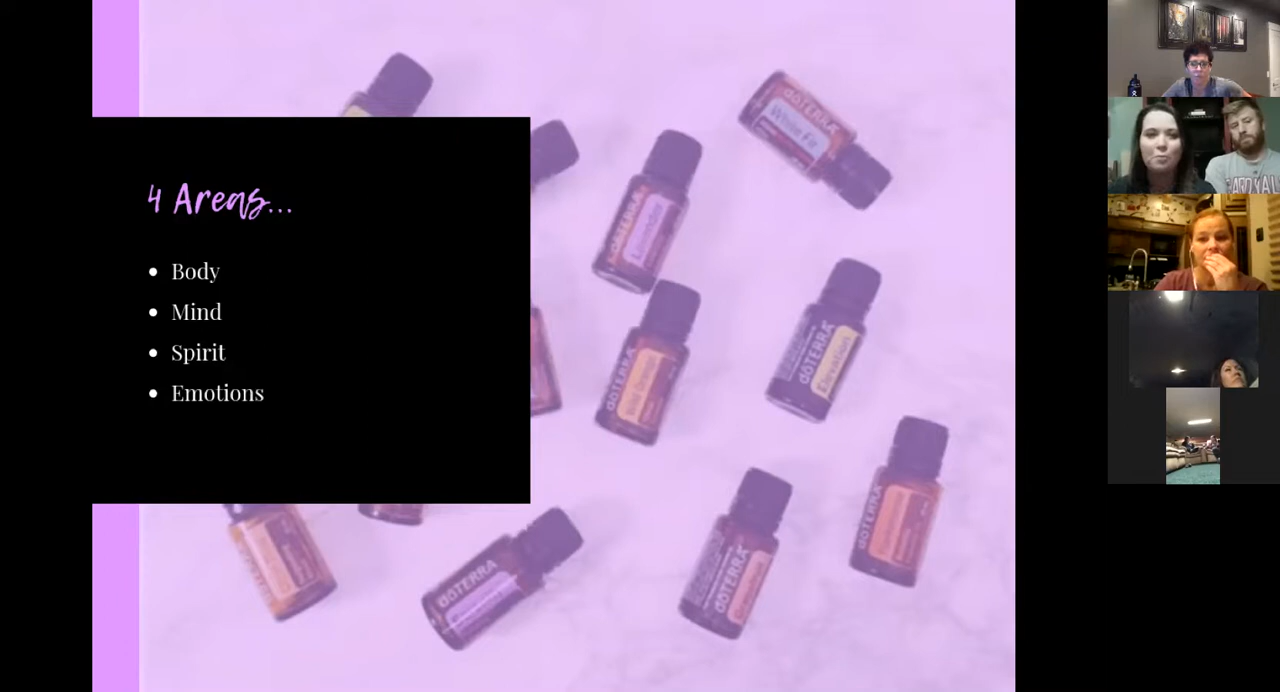 4 Areas...
Body
Mind
Spirit
Emotions
dōTERRA
White Fir
dōTERRA
Lavender
dōTERRA
Wild Orange
dōTERRA
Elevation
dōTERRA
dōTERRA
dōTERRA